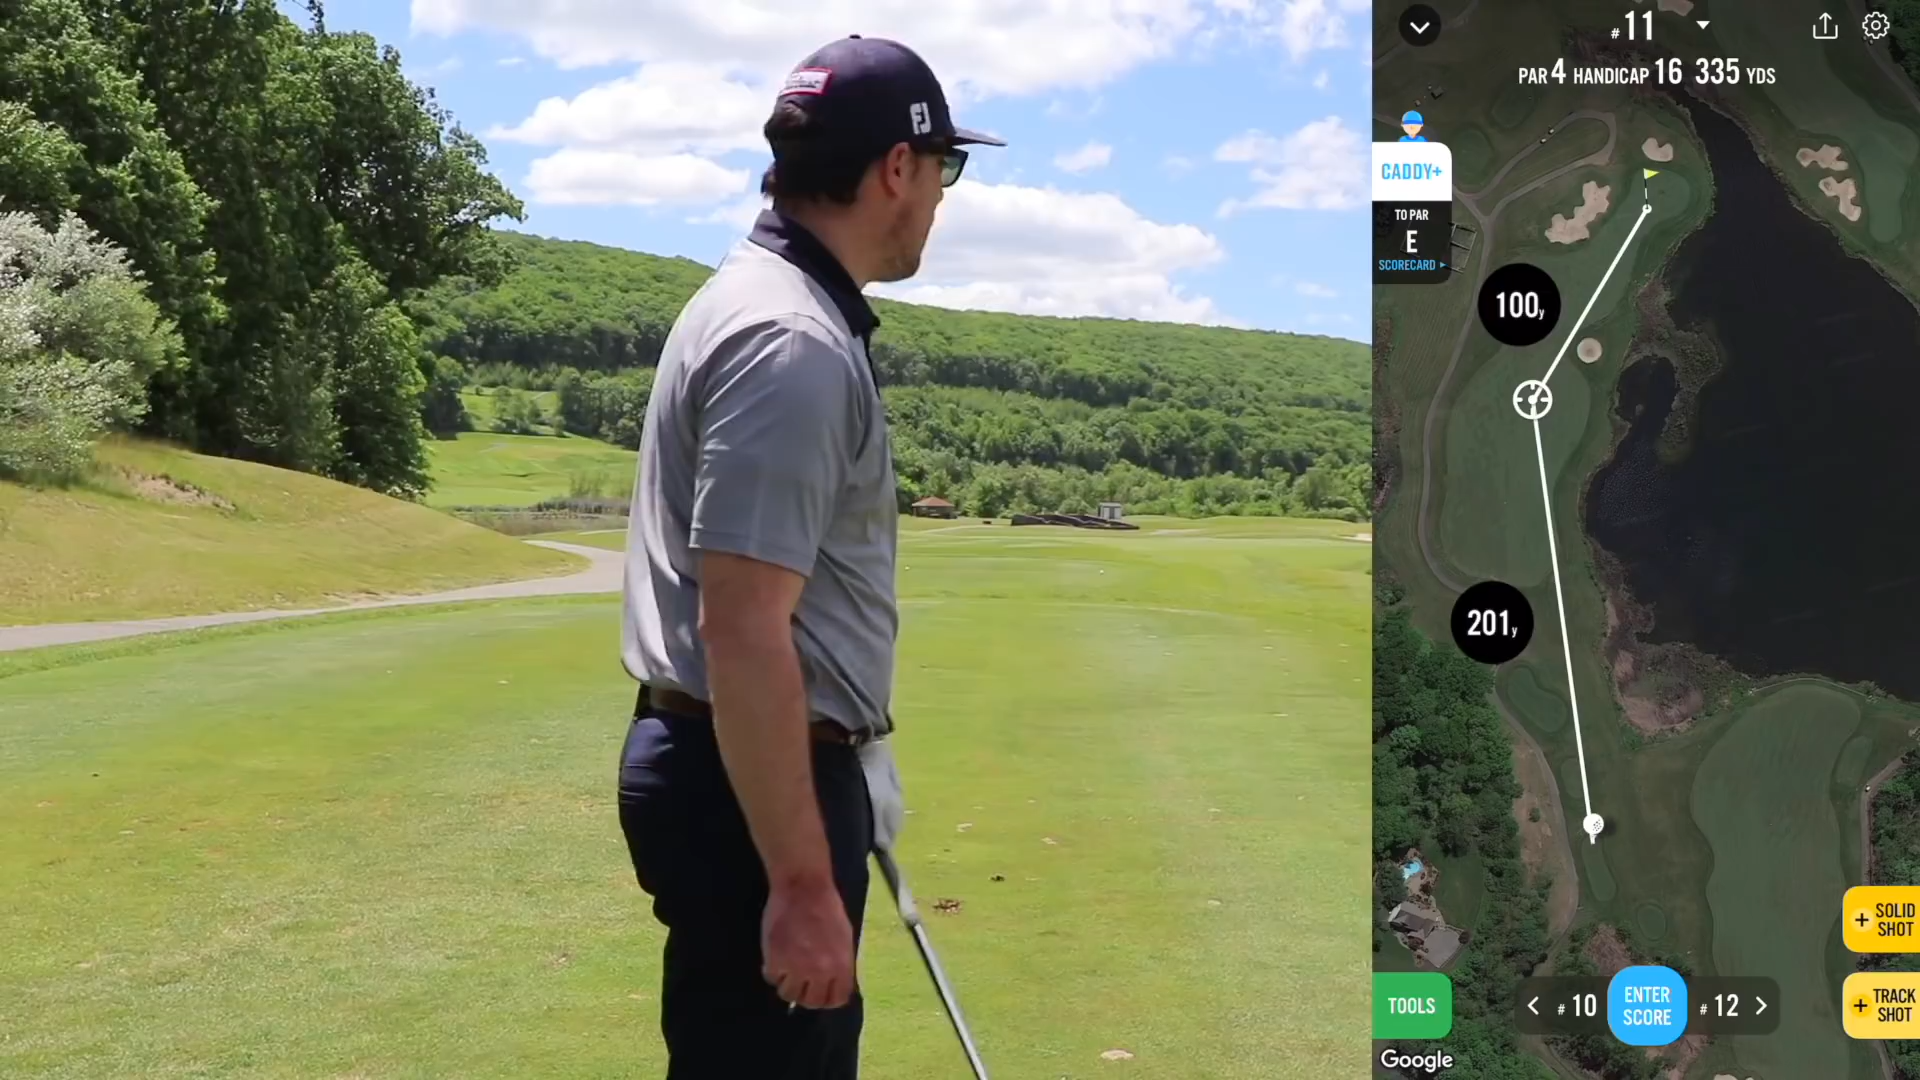 FJ
#11
PAR 4 HANDICAP 16 335 YDS
CADDY+
TO PAR
E
SCORECARD
100y
201y
+ SOLID
SHOT
TOOLS
< #10
ENTER
SCORE
#12 >
+ TRACK
SHOT
Google